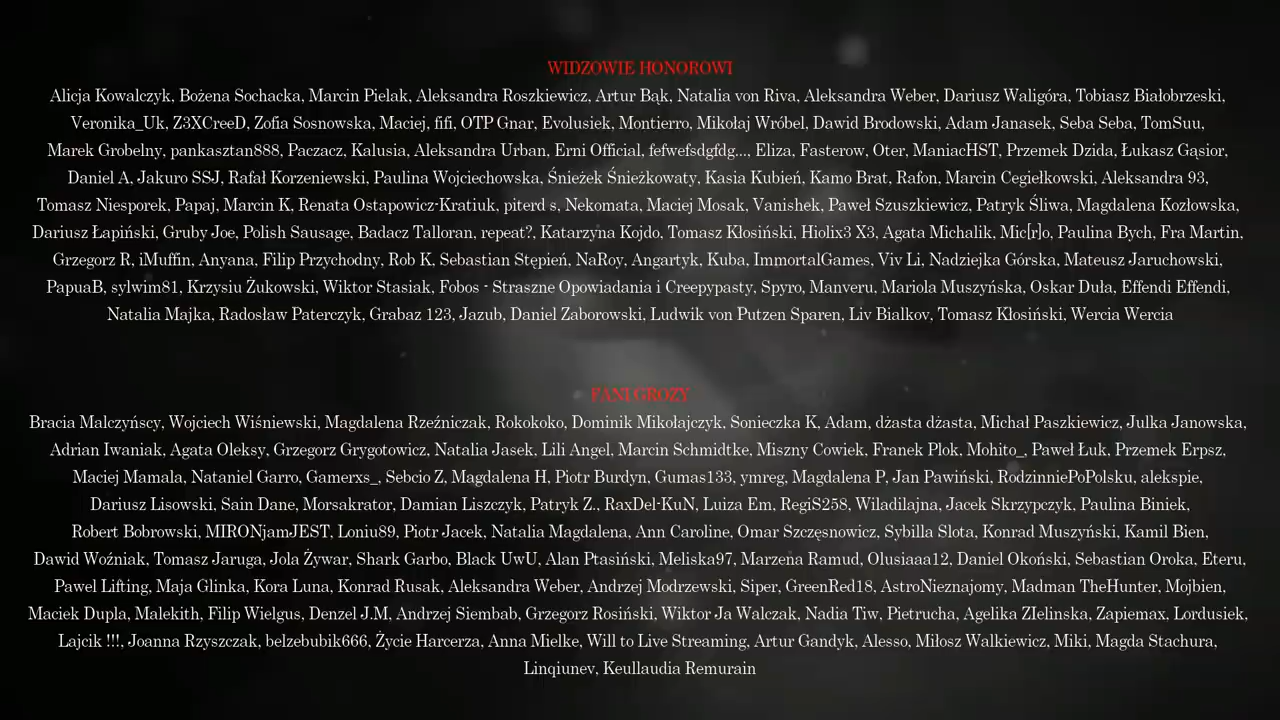 WIDZOWIE HONOROWI
Alicja Kowalczyk, Bożena Sochacka, Marcin Pielak, Aleksandra Roszkiewicz, Artur Bąk, Natalia von Riva, Aleksandra Weber, Dariusz Waligóra, Tobiasz Białobrzeski,
Veronika_Uk, Z3XCreeD, Zofia Sosnowska, Maciej, fifi, OTP Gnar, Evolusiek, Montierro, Mikołaj Wróbel, Dawid Brodowski, Adam Janasek, Seba Seba, TomSuu,
Marek Grobelny, pankasztan888, Paczacz, Kalusia, Aleksandra Urban, Erni Official, fefwefsdgfdg..., Eliza, Fasterow, Oter, ManiacHST, Przemek Dzida, Łukasz Gąsior,
Daniel A, Jakuro SSJ, Rafał Korzeniewski, Paulina Wojciechowska, Śnieżek Śnieżkowaty, Kasia Kubień, Kamo Brat, Rafon, Marcin Cegiełkowski, Aleksandra 93,
Tomasz Niesporek, Papaj, Marcin K, Renata Ostapowicz-Kratiuk, piterd s, Nekomata, Maciej Mosak, Vanishek, Paweł Szuszkiewicz, Patryk Śliwa, Magdalena Kozłowska,
Dariusz Łapiński, Gruby Joe, Polish Sausage, Badacz Talloran, repeat?, Katarzyna Kojdo, Tomasz Klosiński, Hiolix3 X3, Agata Michalik, Mic[r]o, Paulina Bych, Fra Martin,
Grzegorz R, iMuffin, Anyana, Filip Przychodny, Rob K, Sebastian Stępień, NaRoy, Angartyk, Kuba, ImmortalGames, Viv Li, Nadziejka Górska, Mateusz Jaruchowski,
PapuaB, sylwim81, Krzysiu Żukowski, Wiktor Stasiak, Fobos - Straszne Opowiadania i Creepypasty, Spyro, Manveru, Mariola Muszyńska, Oskar Duła, Effendi Effendi,
Natalia Majka, Radosław Paterczyk, Grabaz 123, Jazub, Daniel Zaborowski, Ludwik von Putzen Sparen, Liv Bialkov, Tomasz Kłosiński, Wercia Wercia
FANI GROZY
Bracia Malczyńscy, Wojciech Wiśniewski, Magdalena Rzeźniczak, Rokokoko, Dominik Mikołajczyk, Sonieczka K, Adam, dżasta dżasta, Michał Paszkiewicz, Julka Janowska,
Adrian Iwaniak, Agata Oleksy, Grzegorz Grygotowicz, Natalia Jasek, Lili Angel, Marcin Schmidtke, Miszny Cowiek, Franek Plok, Mohito_, Paweł Łuk, Przemek Erpsz,
Maciej Mamala, Nataniel Garro, Gamerxs_, Sebcio Z, Magdalena H, Piotr Burdyn, Gumas133, ymreg, Magdalena P, Jan Pawiński, RodzinniePoPolsku, alekspie,
Dariusz Lisowski, Sain Dane, Morsakrator, Damian Liszczyk, Patryk Z., RaxDel-KuN, Luiza Em, RegiS258, Wiladilajna, Jacek Skrzypczyk, Paulina Biniek,
Robert Bobrowski, MIRONjamJEST, Loniu89, Piotr Jacek, Natalia Magdalena, Ann Caroline, Omar Szczęsnowicz, Sybilla Slota, Konrad Muszyński, Kamil Bien,
Dawid Woźniak, Tomasz Jaruga, Jola Żywar, Shark Garbo, Black UwU, Alan Ptasiński, Meliska97, Marzena Ramud, Olusiaaa12, Daniel Okoński, Sebastian Oroka, Eteru,
Pawel Lifting, Maja Glinka, Kora Luna, Konrad Rusak, Aleksandra Weber, Andrzej Modrzewski, Siper, GreenRed18, AstroNieznajomy, Madman TheHunter, Mojbien,
Maciek Dupla, Malekith, Filip Wielgus, Denzel J.M, Andrzej Siembab, Grzegorz Rosiński, Wiktor Ja Walczak, Nadia Tiw, Pietrucha, Agelika ZIelinska, Zapiemax, Lordusiek,
Lajcik !!!, Joanna Rzyszczak, belzebubik666, Życie Harcerza, Anna Mielke, Will to Live Streaming, Artur Gandyk, Alesso, Miłosz Walkiewicz, Miki, Magda Stachura,
Linqiunev, Keullaudia Remurain